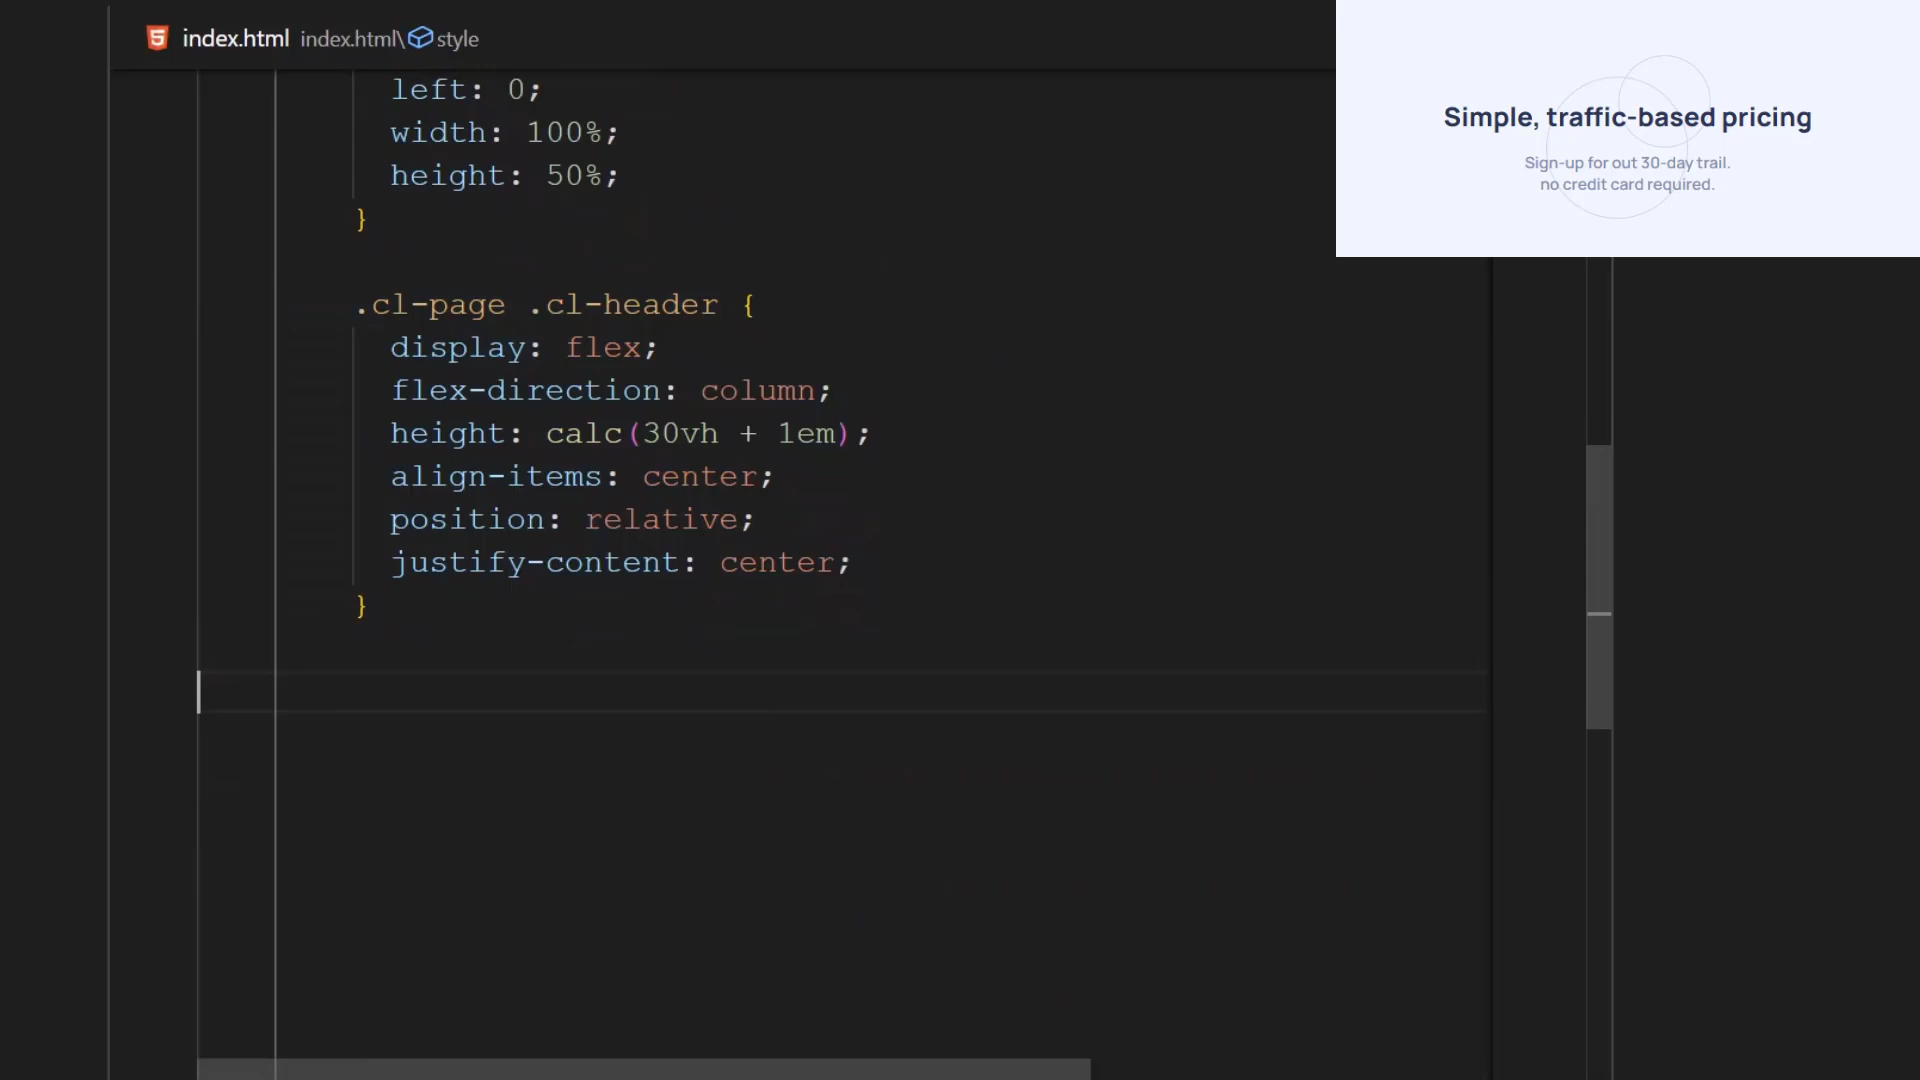 index.html index.html\style
left: 0;
width: 100%;
height: 50%;
}
.cl-page .cl-header {
display: flex;
flex-direction: column;
height: calc(30vh + 1em);
align-items: center;
position: relative;
justify-content: center;
}
Simple, traffic-based pricing
Sign-up for out 30-day trail.
no credit card required.